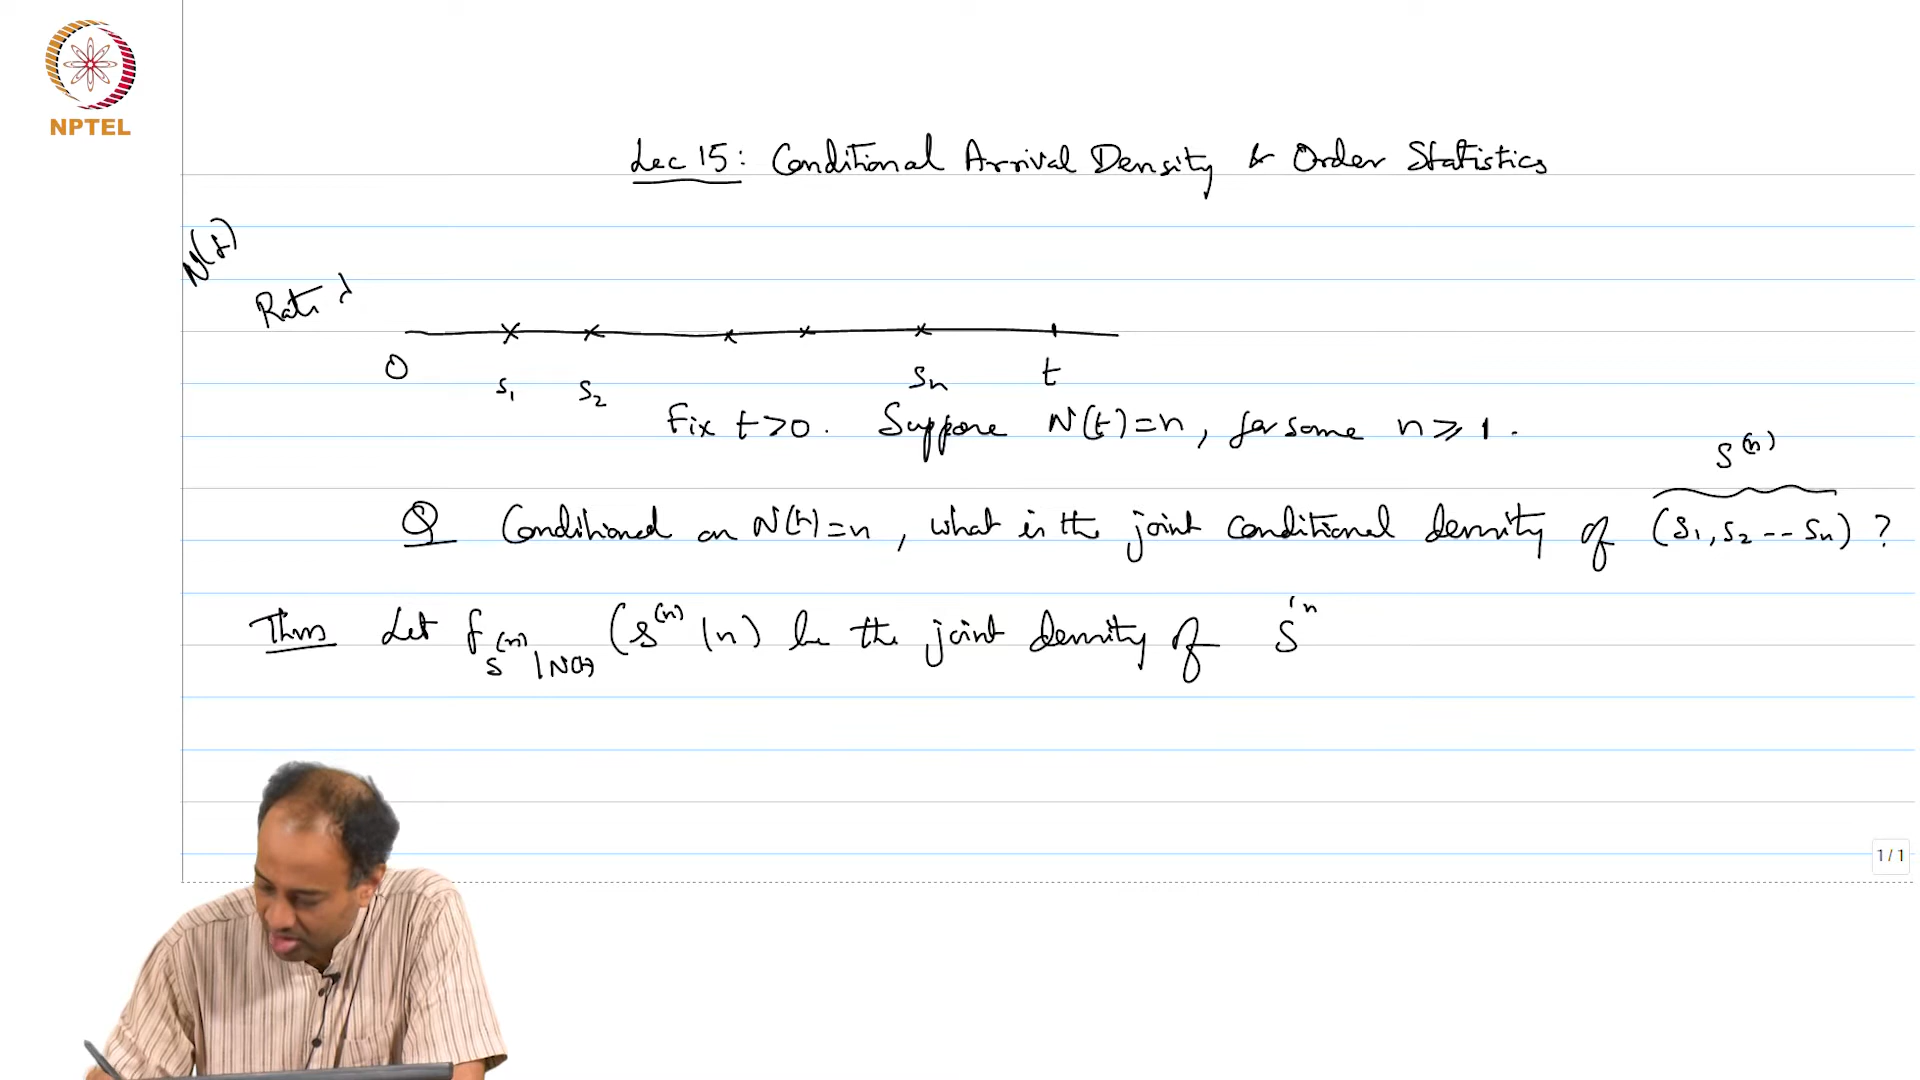 NPTEL
Lec 15: Conditional Arrival Density & Order Statistics
N(t)
Rate λ
0 S₁ S₂ Sₙ t
Fix t>0. Suppose N(t)=n, for some n ≥ 1.
S⁽ⁿ⁾
Q Conditioned on N(t)=n, what is the joint conditional density of (S₁, S₂ -- Sₙ) ?
Thm Let f_{S⁽ⁿ⁾|N(t)} (s⁽ⁿ⁾|n) be the joint density of S⁽ⁿ
1 / 1